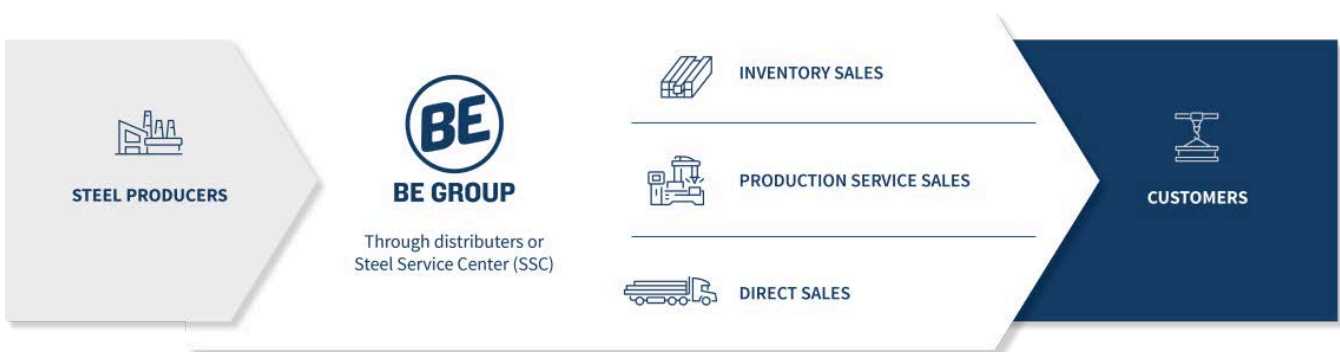 STEEL PRODUCERS
BE
BE GROUP
Through distributers or
Steel Service Center (SSC)
INVENTORY SALES
PRODUCTION SERVICE SALES
DIRECT SALES
CUSTOMERS